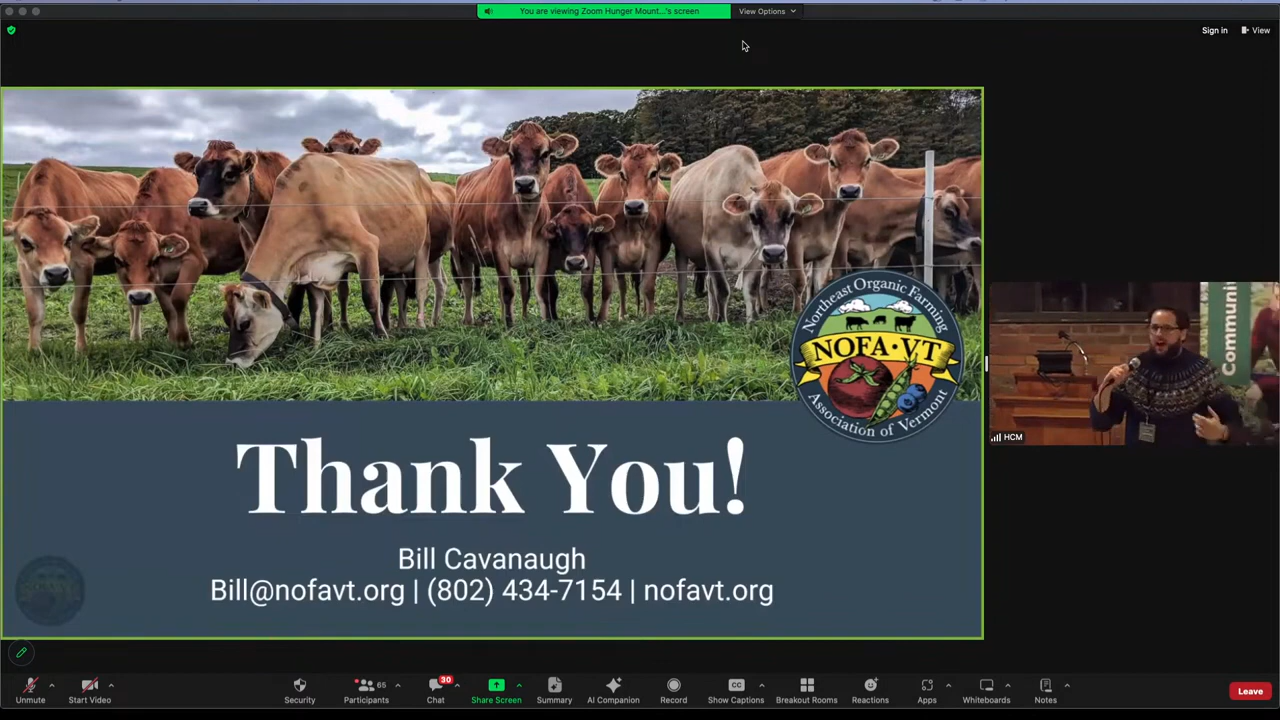 You are viewing Zoom Hunger Mount...'s screen
View Options
Sign in
View
Northeast Organic Farming
NOFA•VT
Association of Vermont
Communi
HCM
Thank You!
Bill Cavanaugh
Bill@nofavt.org | (802) 434-7154 | nofavt.org
NOFA•VT
Unmute
Start Video
Security
Participants
65
Chat
30
Share Screen
Summary
AI Companion
Record
Show Captions
CC
Breakout Rooms
Reactions
Apps
Whiteboards
Notes
Leave